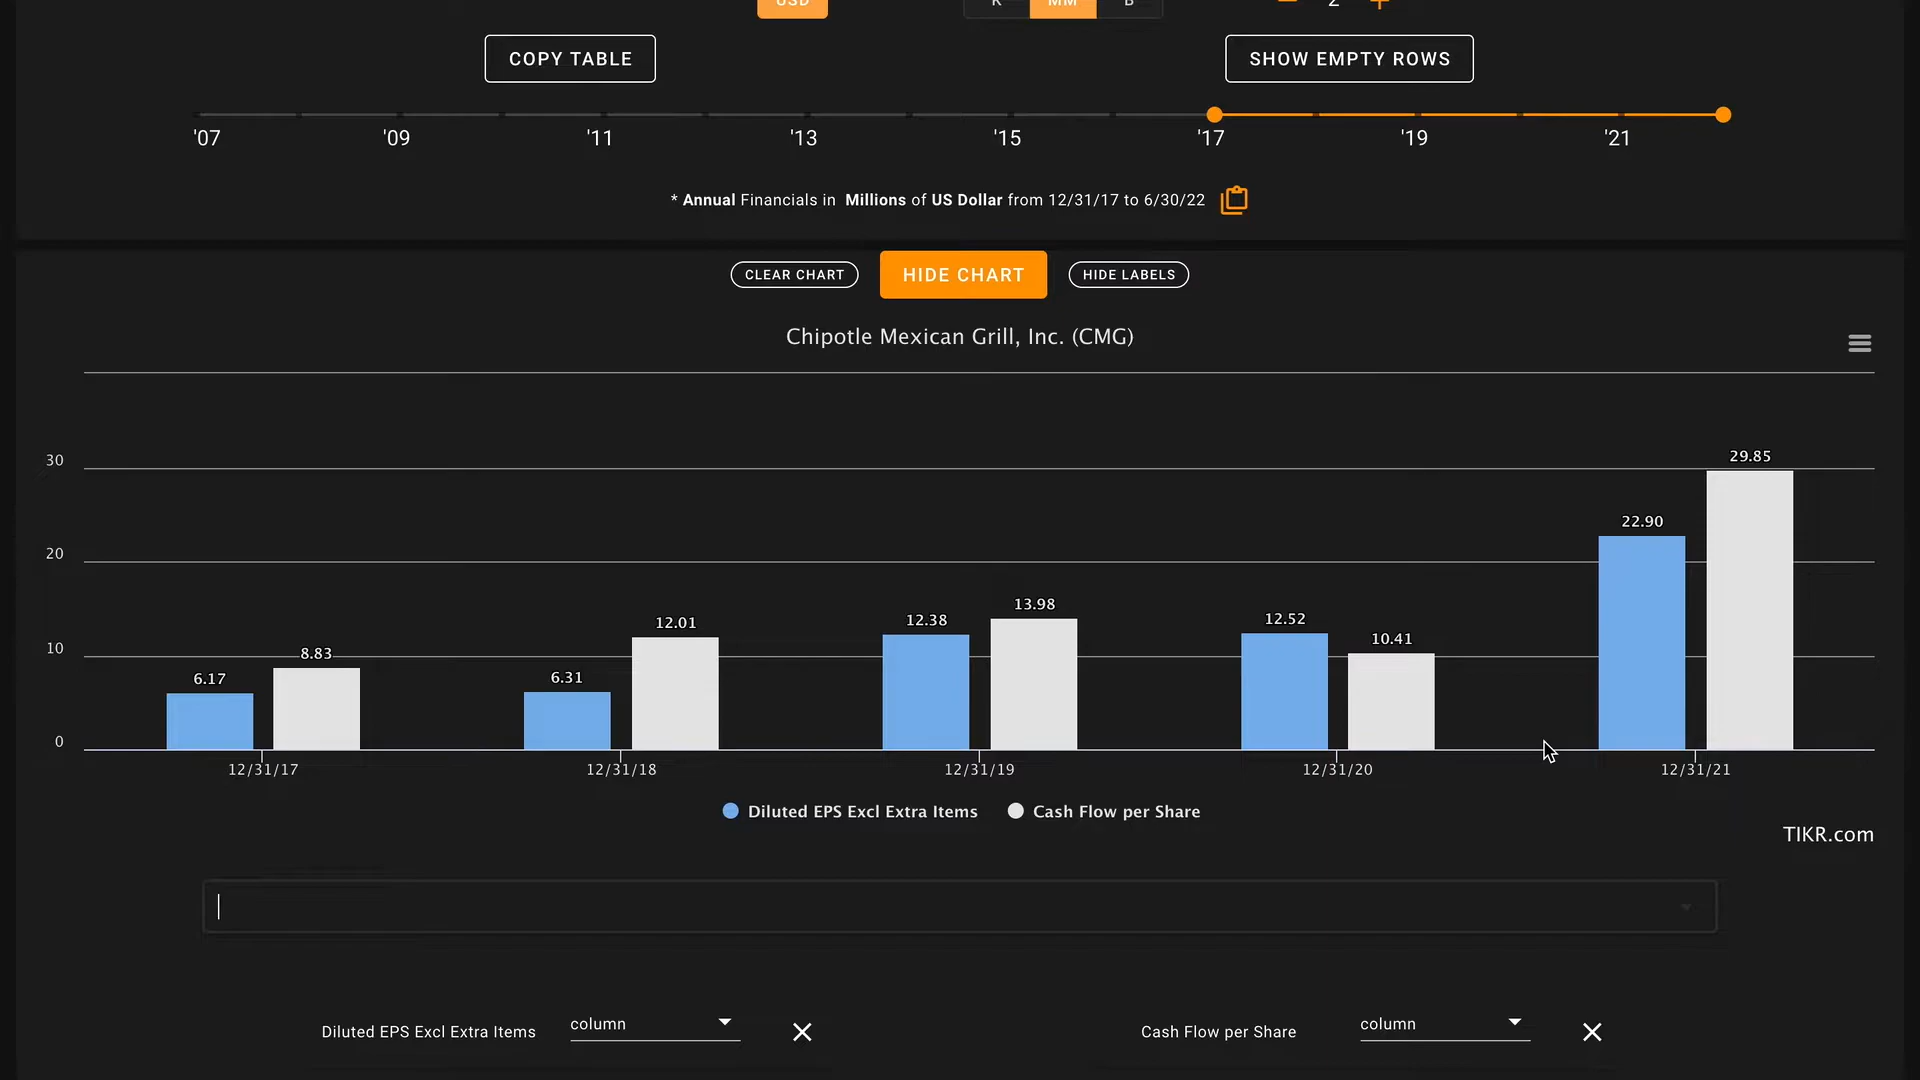 USD K MM B 2
COPY TABLE SHOW EMPTY ROWS
'07 '09 '11 '13 '15 '17 '19 '21
* Annual Financials in Millions of US Dollar from 12/31/17 to 6/30/22
CLEAR CHART HIDE CHART HIDE LABELS
Chipotle Mexican Grill, Inc. (CMG)
30
20
10
0
6.17 8.83 6.31 12.01 12.38 13.98 12.52 10.41 22.90 29.85
12/31/17 12/31/18 12/31/19 12/31/20 12/31/21
Diluted EPS Excl Extra Items Cash Flow per Share
TIKR.com
Diluted EPS Excl Extra Items column Cash Flow per Share column